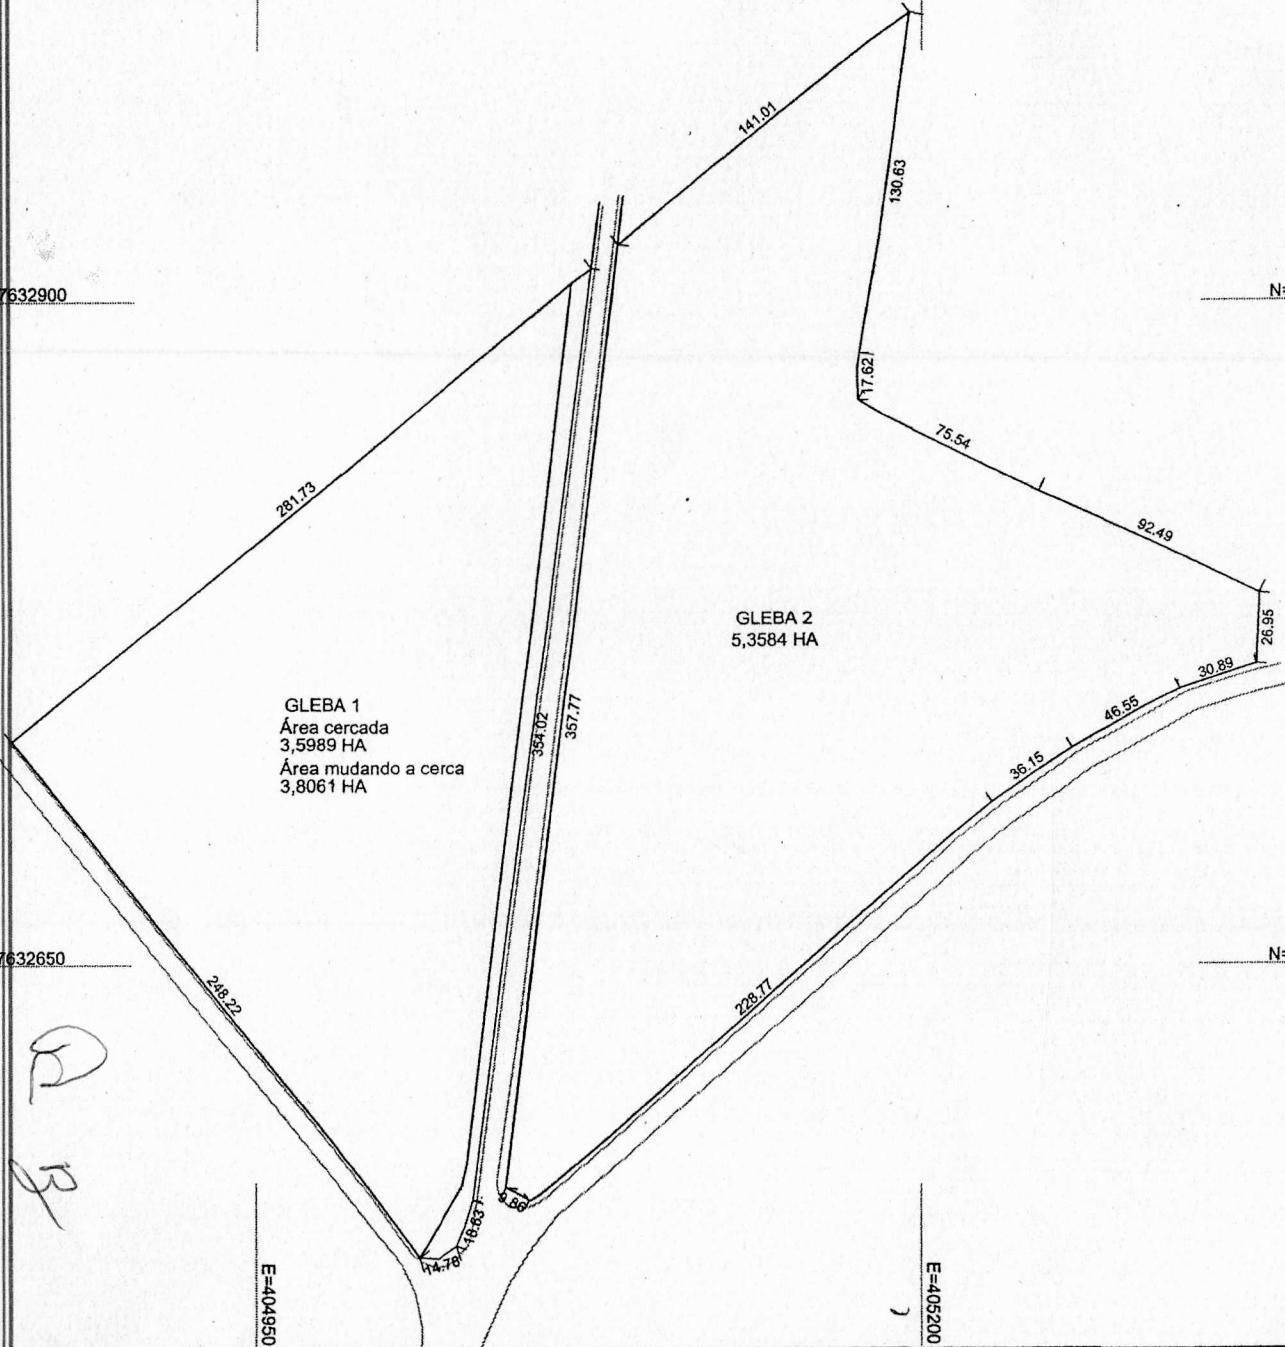 141.01
130.63
7632900
N=
17.62
75.54
281.73
92.49
GLEBA 2
5,3584 HA
26.95
30.89
46.55
36.15
GLEBA 1
Área cercada
3,5989 HA
Área mudando a cerca
3,8061 HA
354.02
357.77
7632650
N=
248.22
228.77
9.86
18.63
14.78
E=404950
E=405200